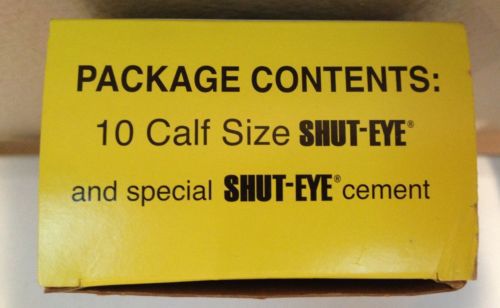 PACKAGE CONTENTS:
10 Calf Size SHUT-EYE®
and special SHUT-EYE® cement